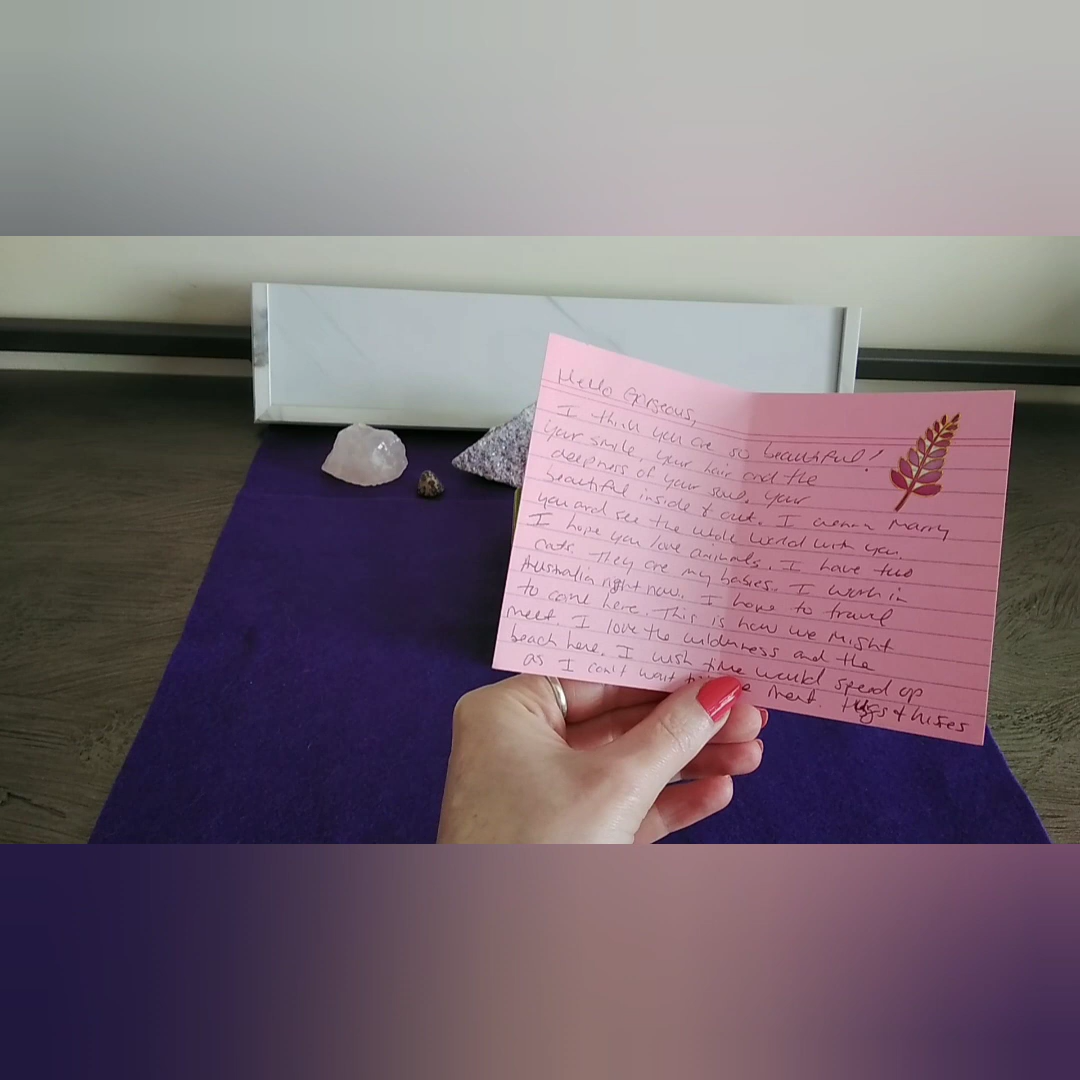 Hello Gorgeous,
I think you are so beautiful!
Your smile, your hair and the
deepness of your soul. Your
beautiful inside & out. I wanna marry
you and see the whole world with you.
I hope you love animals. I have two
cats. They are my babies. I work in
Australia right now. I hope to travel
to come here. This is how we might
meet. I love the wilderness and the
beach here. I wish time would speed up
as I can't wait meet. Hugs & kisses